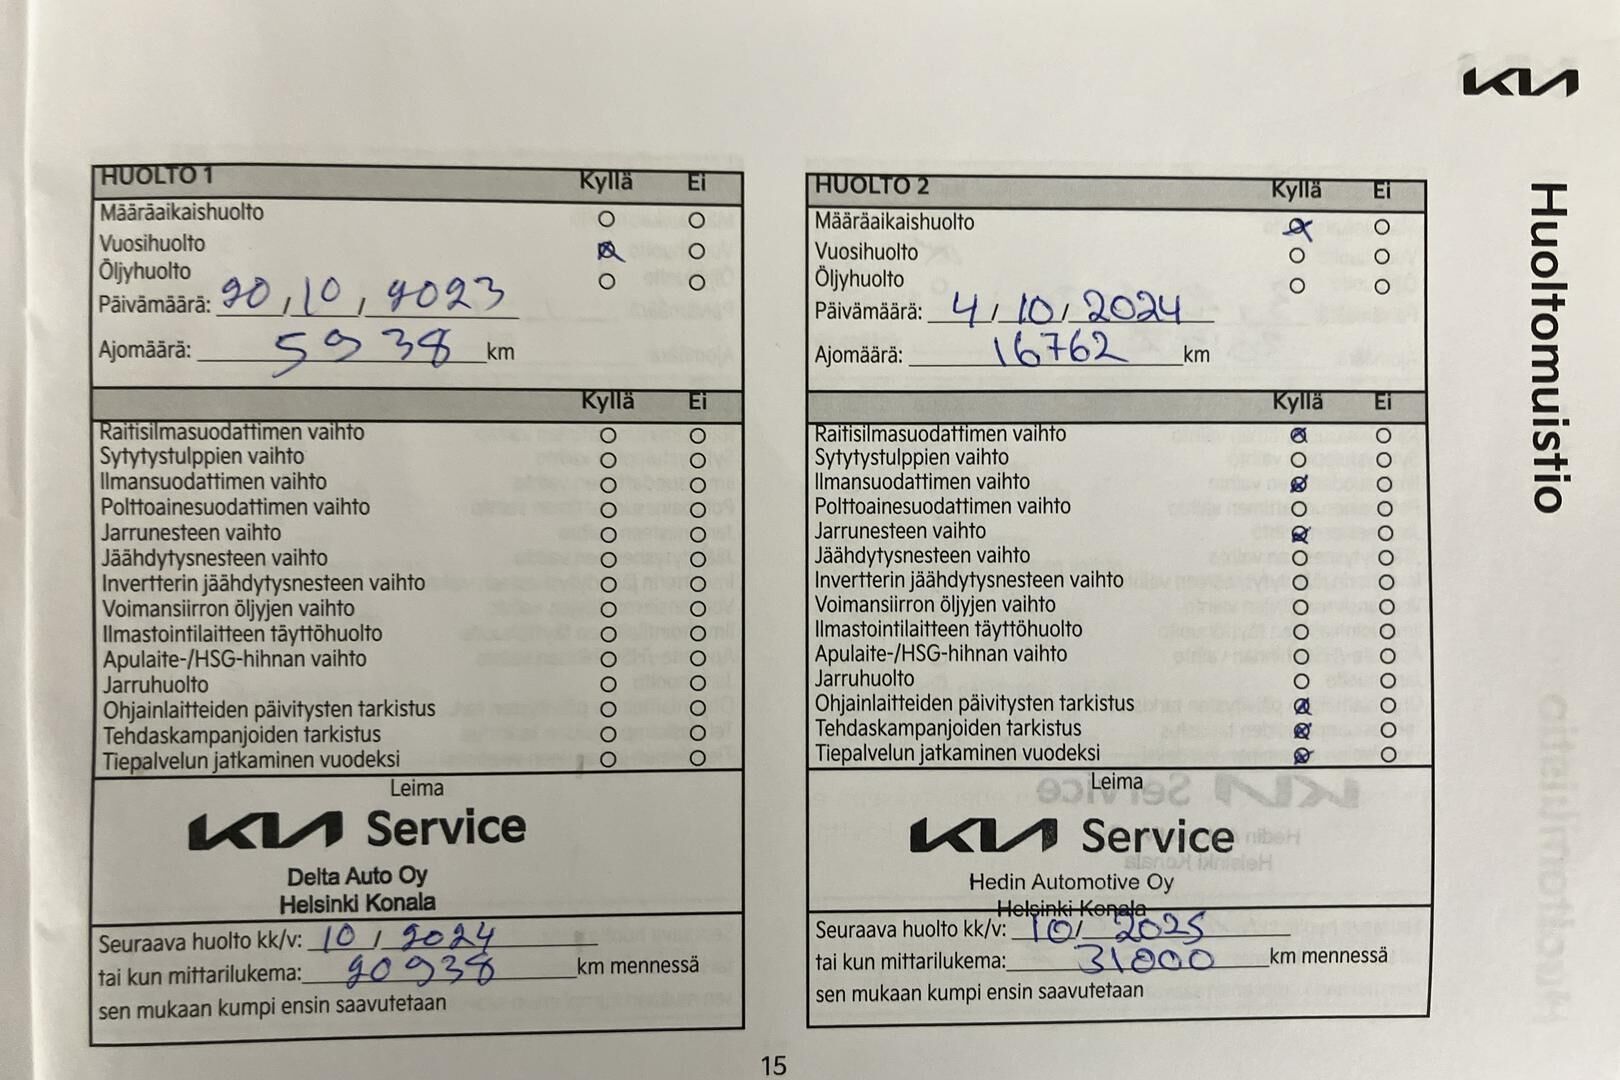 KIA
Huoltomuistio
HUOLTO 1 Kyllä Ei
Määräaikaishuolto
Vuosihuolto
Öljyhuolto
Päivämäärä: 20 / 10 / 2023
Ajomäärä: 5938 km
Kyllä Ei
Raitisilmasuodattimen vaihto
Sytytystulppien vaihto
Ilmansuodattimen vaihto
Polttoainesuodattimen vaihto
Jarrunesteen vaihto
Jäähdytysnesteen vaihto
Invertterin jäähdytysnesteen vaihto
Voimansiirron öljyjen vaihto
Ilmastointilaitteen täyttöhuolto
Apulaite-/HSG-hihnan vaihto
Jarruhuolto
Ohjainlaitteiden päivitysten tarkistus
Tehdaskampanjoiden tarkistus
Tiepalvelun jatkaminen vuodeksi
Leima
KIA Service
Delta Auto Oy
Helsinki Konala
Seuraava huolto kk/v: 10 / 2024
tai kun mittarilukema: 20938 km mennessä
sen mukaan kumpi ensin saavutetaan
HUOLTO 2 Kyllä Ei
Määräaikaishuolto
Vuosihuolto
Öljyhuolto
Päivämäärä: 4 / 10 / 2024
Ajomäärä: 16762 km
Kyllä Ei
Raitisilmasuodattimen vaihto
Sytytystulppien vaihto
Ilmansuodattimen vaihto
Polttoainesuodattimen vaihto
Jarrunesteen vaihto
Jäähdytysnesteen vaihto
Invertterin jäähdytysnesteen vaihto
Voimansiirron öljyjen vaihto
Ilmastointilaitteen täyttöhuolto
Apulaite-/HSG-hihnan vaihto
Jarruhuolto
Ohjainlaitteiden päivitysten tarkistus
Tehdaskampanjoiden tarkistus
Tiepalvelun jatkaminen vuodeksi
Leima
KIA Service
Hedin Automotive Oy
Helsinki Konala
Seuraava huolto kk/v: 10 / 2025
tai kun mittarilukema: 31000 km mennessä
sen mukaan kumpi ensin saavutetaan
15